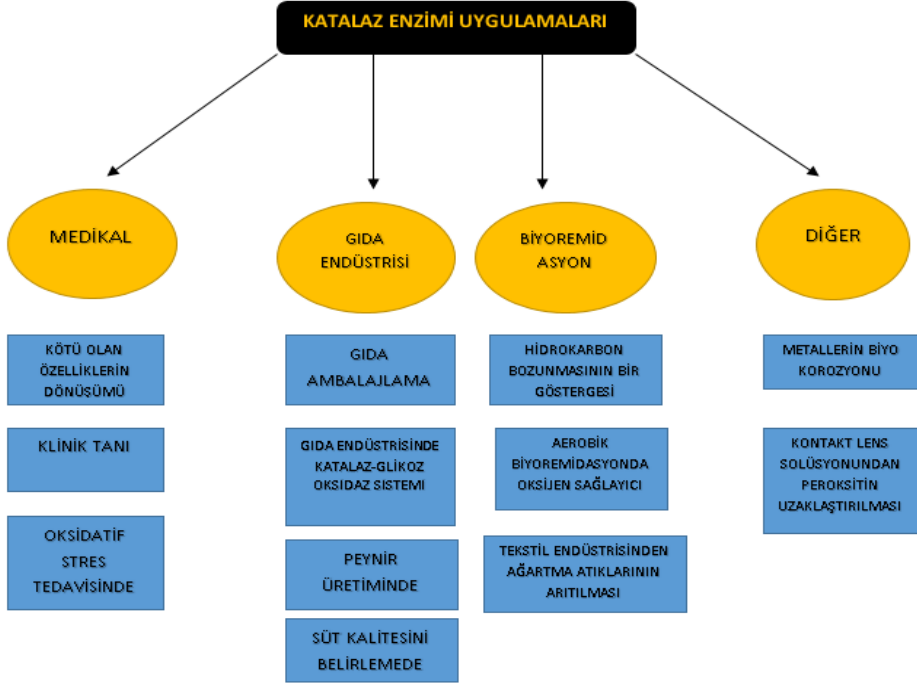 KATALAZ ENZİMİ UYGULAMALARI
MEDİKAL
KÖTÜ OLAN
ÖZELLİKLERİN
DÖNÜŞÜMÜ
KLİNİK TANI
OKSİDATİF
STRES
TEDAVİSİNDE
GIDA
ENDÜSTRİSİ
GIDA
AMBALAJLAMA
GIDA ENDÜSTRİSİNDE
KATALAZ-GLİKOZ
OKSIDAZ SİSTEMİ
PEYNİR
ÜRETİMİNDE
SÜT KALİTESİNİ
BELİRLEMEDE
BİYOREMİD
ASYON
HİDROKARBON
BOZUNMASININ BİR
GÖSTERGESİ
AEROBİK
BİYOREMİDASYONDA
OKSİJEN SAĞLAYICI
TEKSTİL ENDÜSTRİSİNDEN
AĞARTMA ATIKLARININ
ARITILMASI
DİĞER
METALLERİN BİYO
KOROZYONU
KONTAKT LENS
SOLÜSYONUNDAN
PEROKSİTİN
UZAKLAŞTIRILMASI